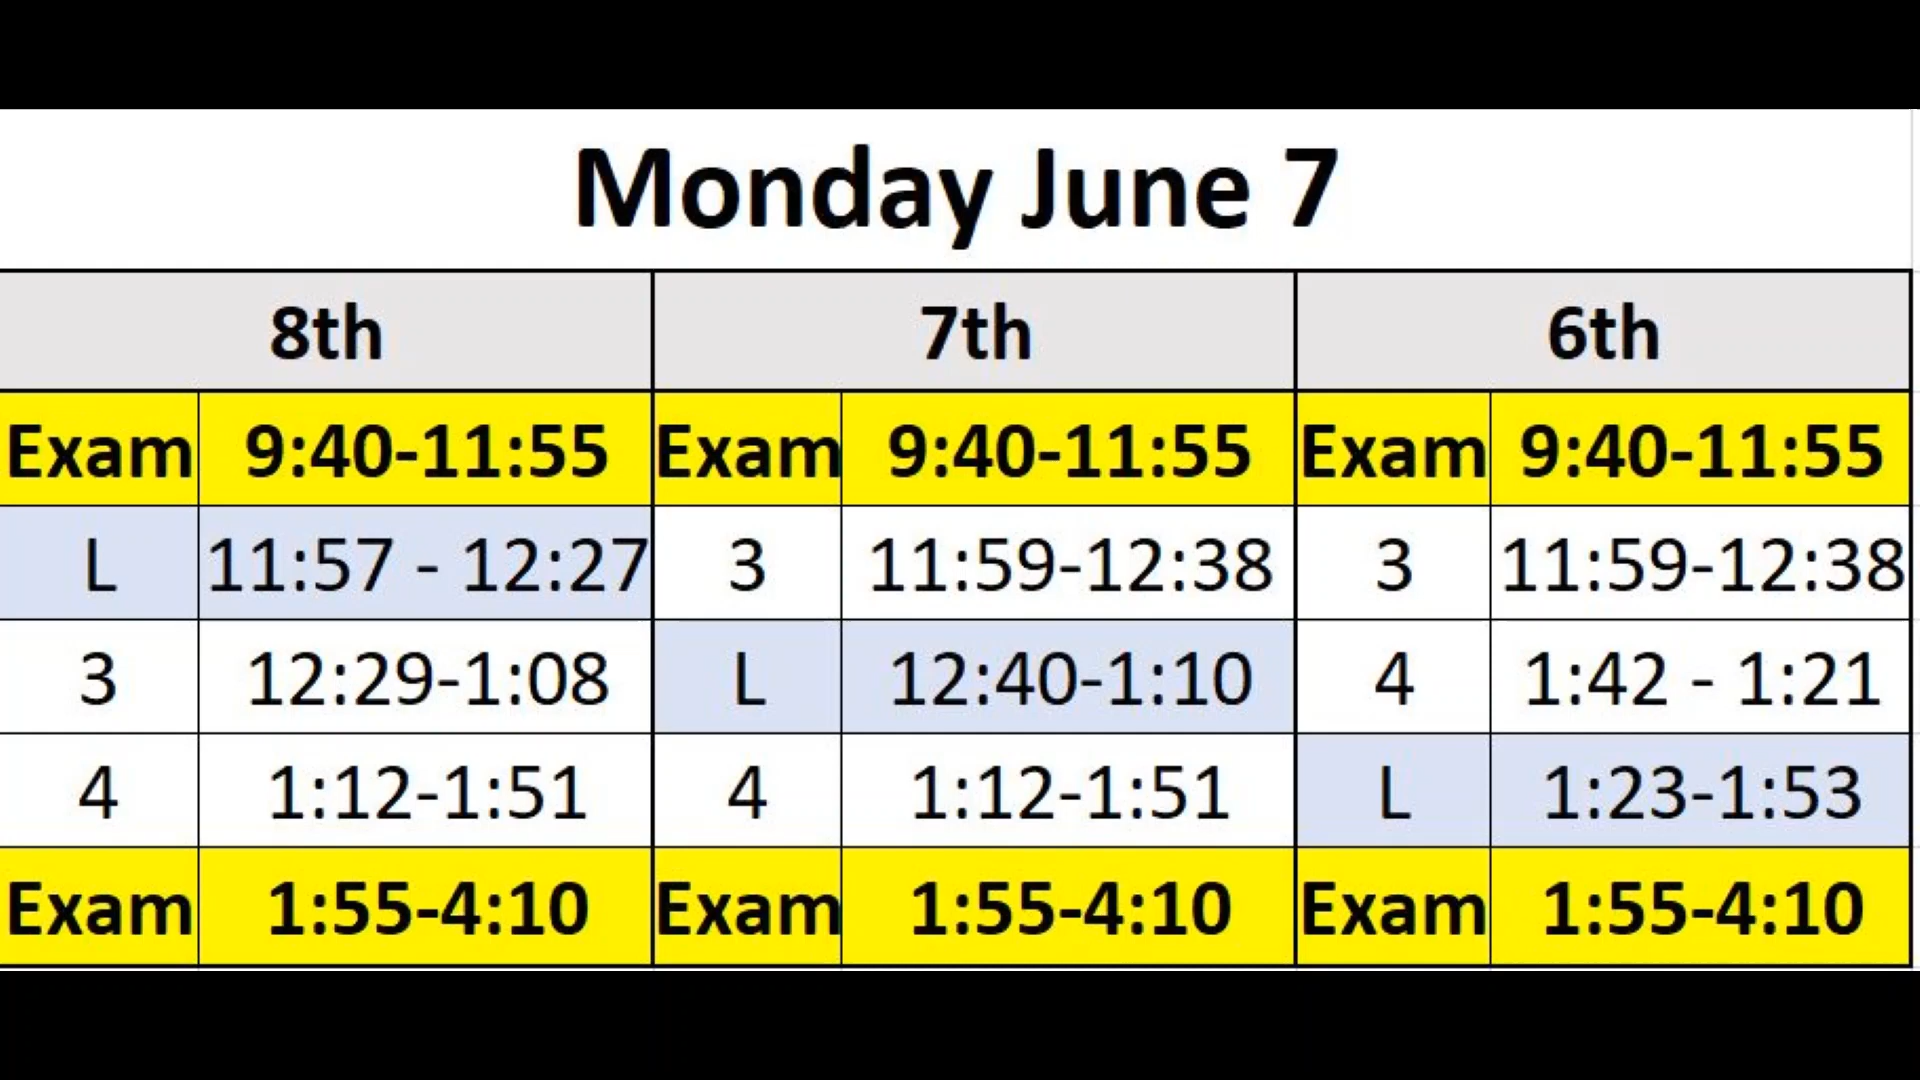 Monday June 7
8th 7th 6th
Exam 9:40-11:55 Exam 9:40-11:55 Exam 9:40-11:55
L 11:57 - 12:27 3 11:59-12:38 3 11:59-12:38
3 12:29-1:08 L 12:40-1:10 4 1:42 - 1:21
4 1:12-1:51 4 1:12-1:51 L 1:23-1:53
Exam 1:55-4:10 Exam 1:55-4:10 Exam 1:55-4:10